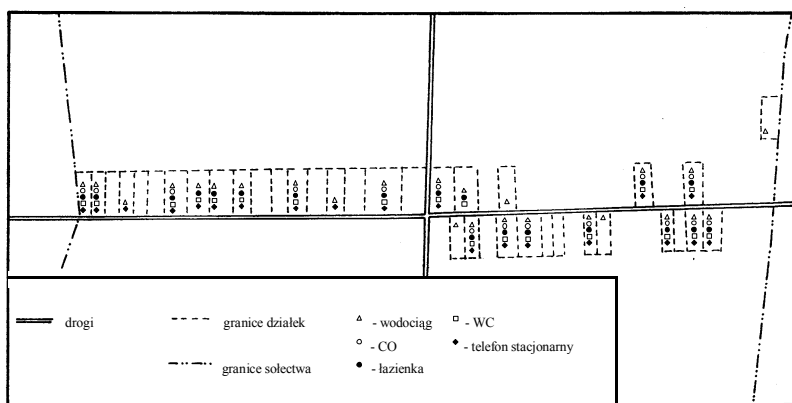 drogi
granice działek
- wodociąg
- WC
- CO
- telefon stacjonarny
granice sołectwa
- łazienka